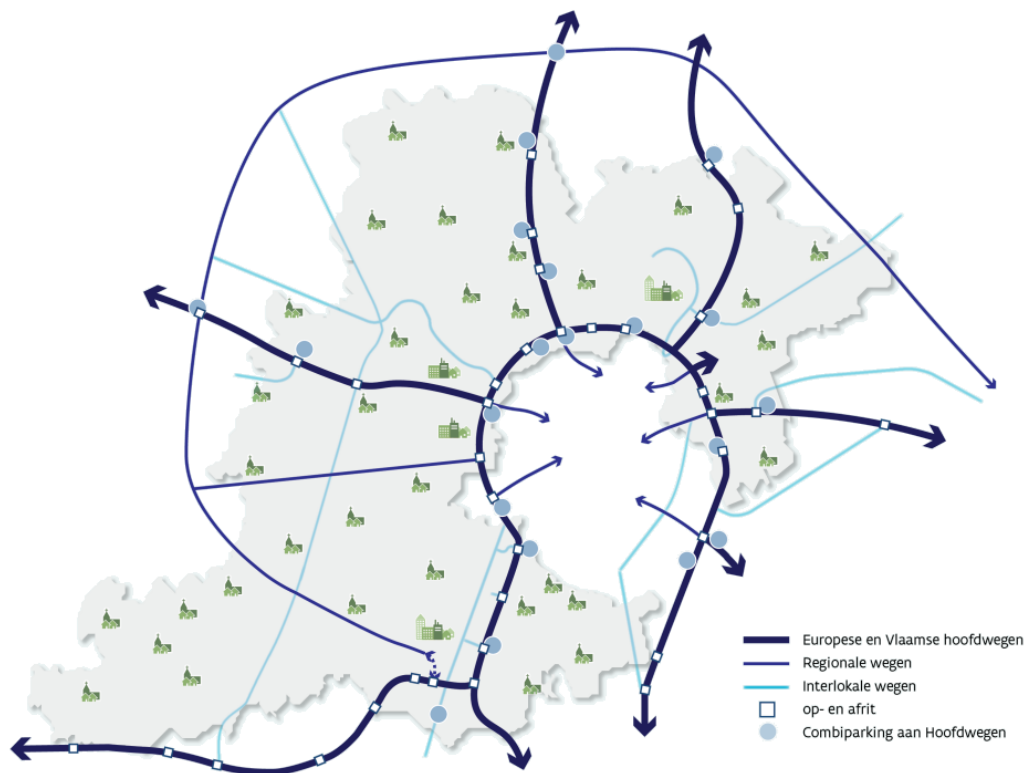 Europese en Vlaamse hoofdwegen
Regionale wegen
Interlokale wegen
op- en afrit
Combiparking aan Hoofdwegen